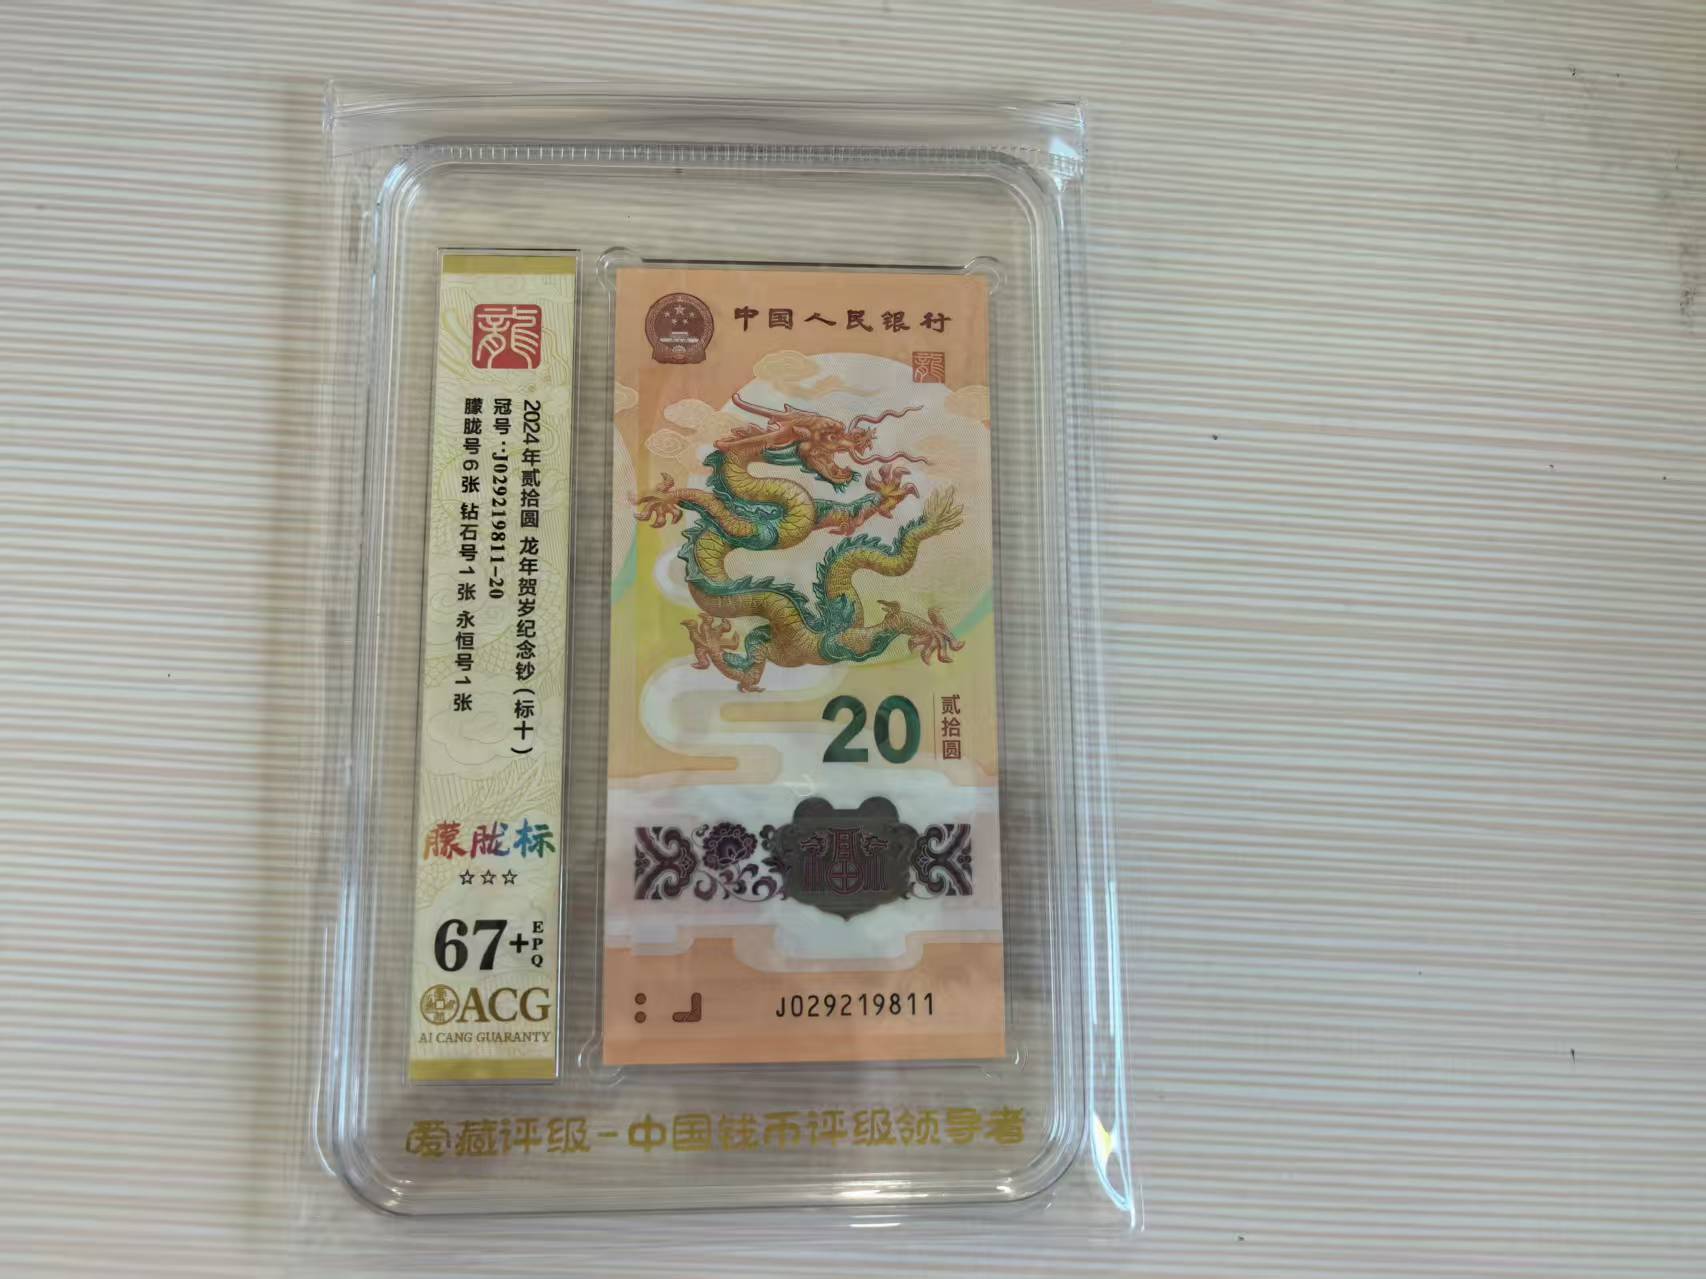 龍
2024年贰拾圆 龙年贺岁纪念钞(标十)
冠号:J029219811-20
朦胧号6张 钻石号1张 永恒号1张
朦胧标
☆☆☆
67+
EPQ
ACG
AI CANG GUARANTY
中国人民银行
龍
20
贰拾圆
福
J029219811
爱藏评级-中国钱币评级领导者